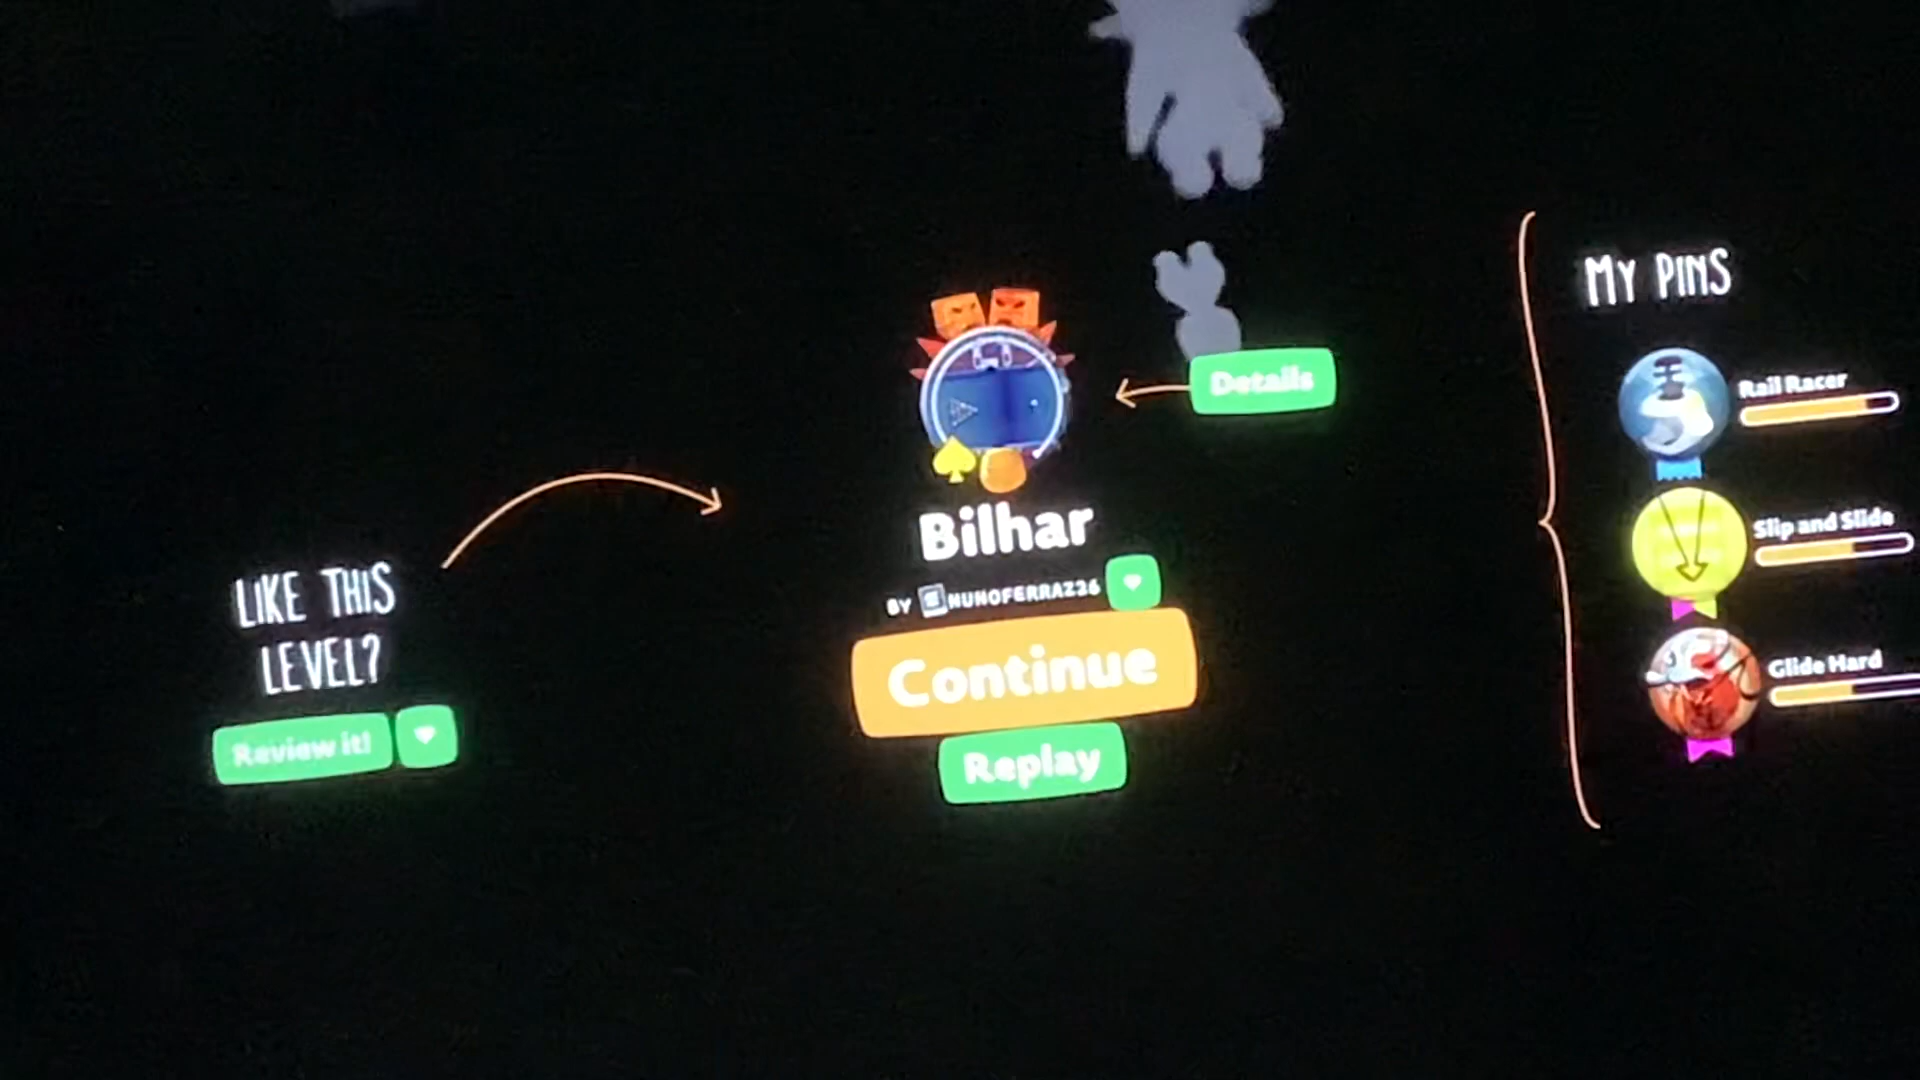 LIKE THIS
LEVEL?
Review it!
Details
Bilhar
BY NUNOFERRAZ26
Continue
Replay
MY PINS
Rail Racer
Slip and Slide
Glide Hard